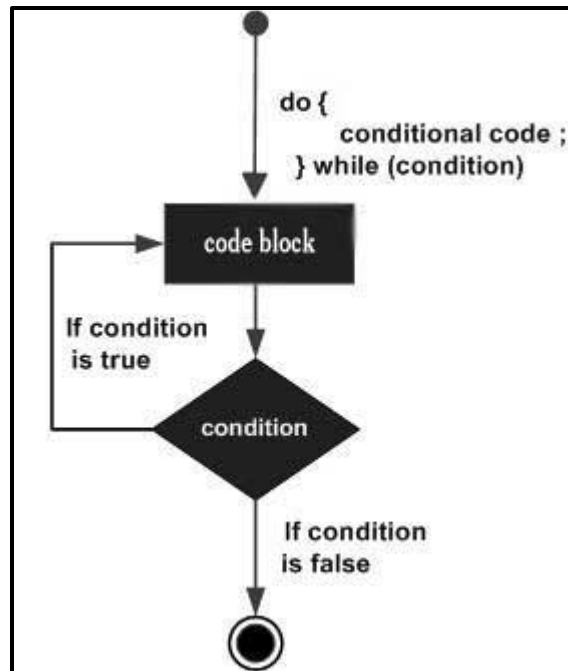 do {
conditional code ;
} while (condition)
code block
If condition
is true
condition
If condition
is false